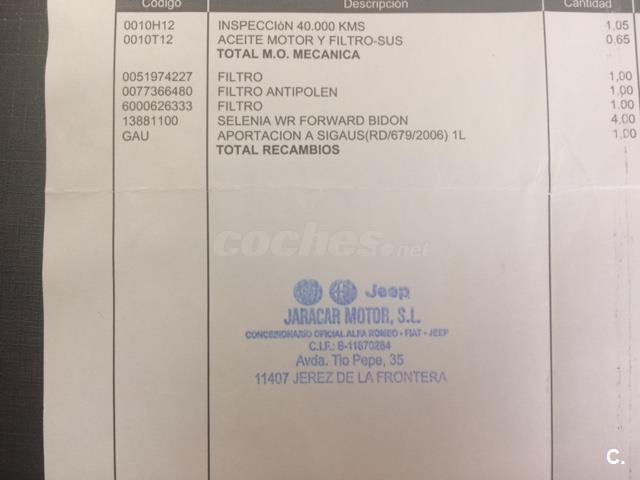 Código Descripción Cantidad
0010H12 INSPECCIóN 40.000 KMS 1,05
0010T12 ACEITE MOTOR Y FILTRO-SUS 0,65
TOTAL M.O. MECANICA
0051974227 FILTRO 1,00
0077366480 FILTRO ANTIPOLEN 1,00
6000626333 FILTRO 1,00
13881100 SELENIA WR FORWARD BIDON 4,00
GAU APORTACION A SIGAUS(RD/679/2006) 1L 1,00
TOTAL RECAMBIOS
coches.net
Jeep
JARACAR MOTOR, S.L.
CONCESIONARIO OFICIAL ALFA ROMEO - FIAT - JEEP
C.I.F.: B-11870284
Avda. Tio Pepe, 35
11407 JEREZ DE LA FRONTERA
C.